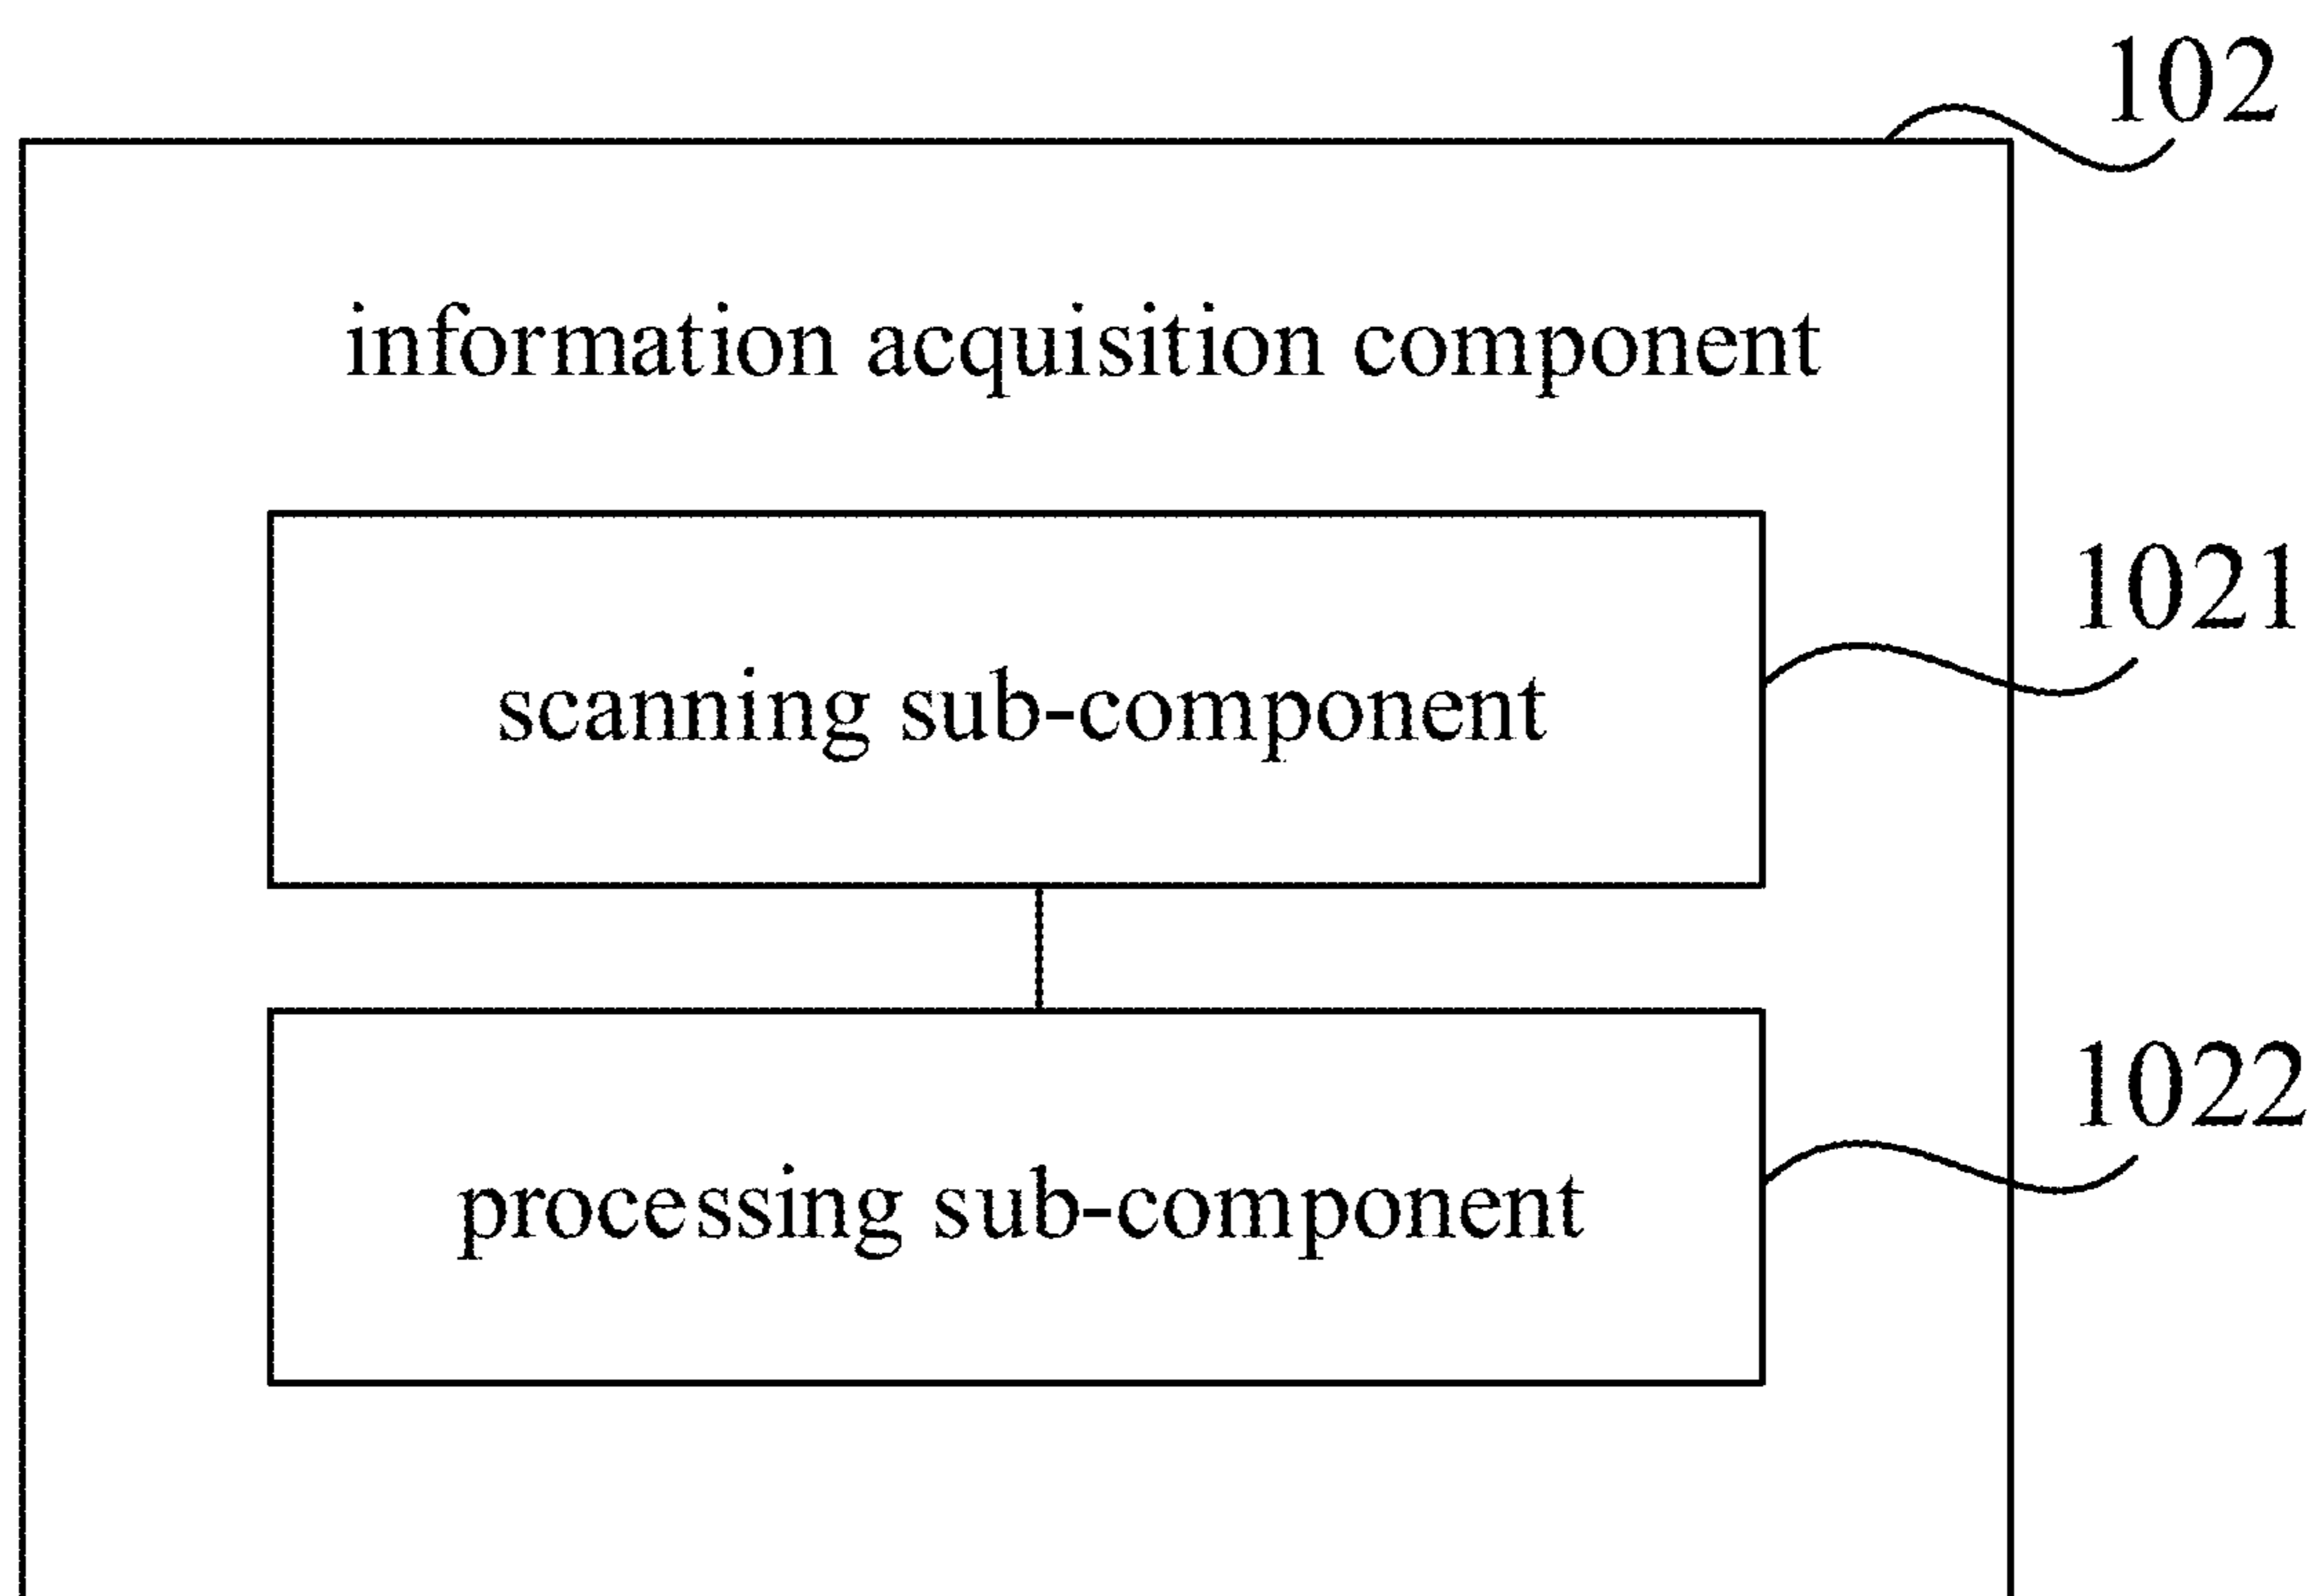 102
information acquisition component
1021
scanning sub-component
1022
processing sub-component